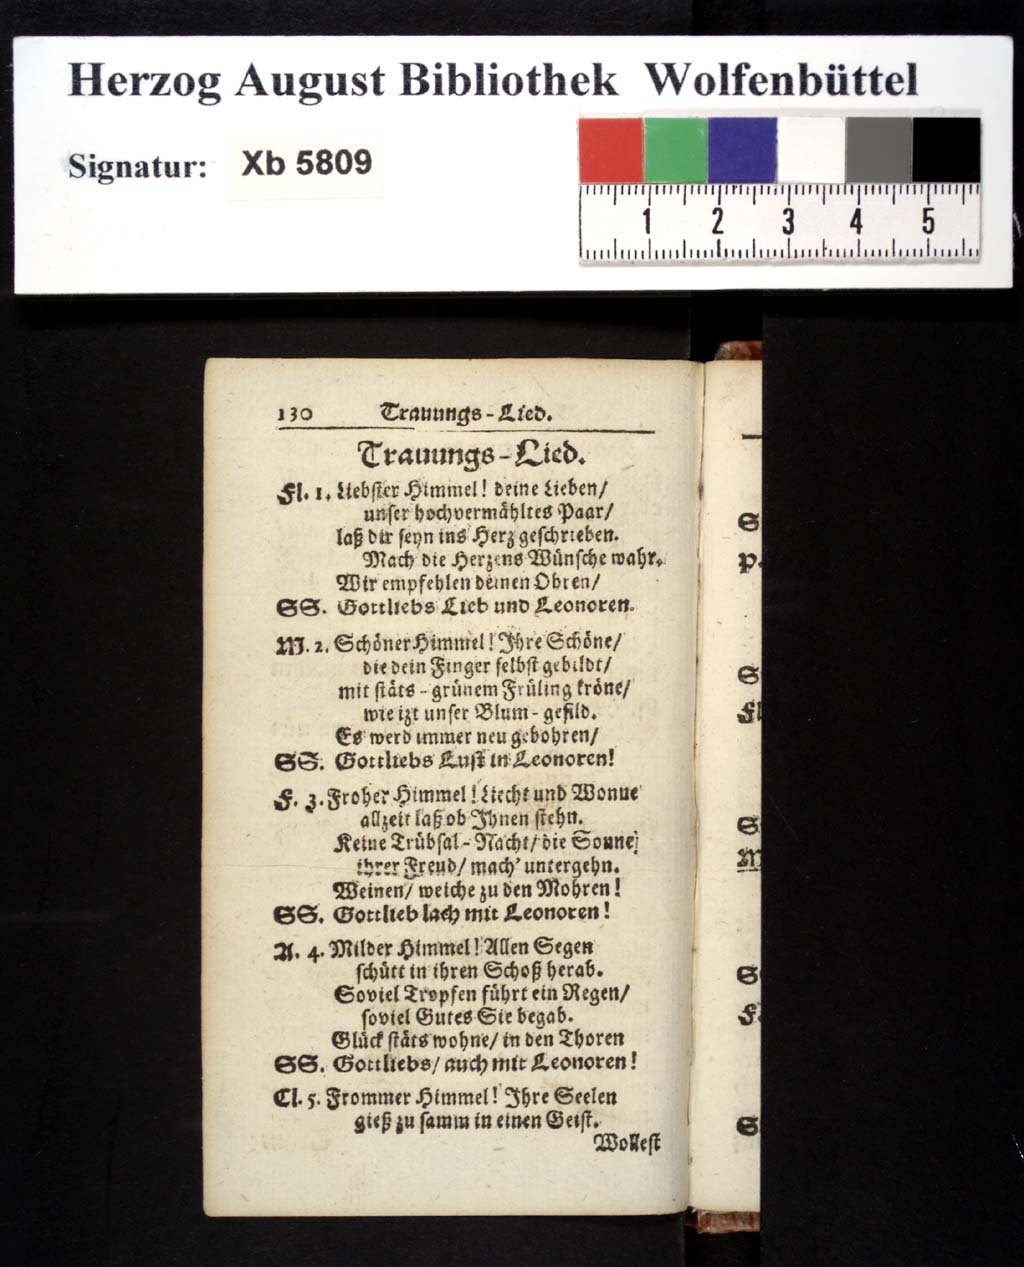 Herzog August Bibliothek Wolfenbüttel
Signatur: Xb 5809
1 2 3 4 5
130 Trauungs-Lied.
Trauungs-Lied.
Fl. 1. Liebster Himmel! deine Lieben/
unser hochvermähltes Paar/
laß dir seyn ins Herz geschrieben.
Mach die Herzens Wünsche wahr.
Wir empfehlen deinen Ohren/
SS. Gottliebs Lieb und Leonoren.
M. 2. Schöner Himmel! Ihre Schöne/
die dein Finger selbst gebildt/
mit stäts-grünem Früling kröne/
wie izt unser Blum-gefild.
Es werd immer neu gebohren/
SS. Gottliebs Lust in Leonoren!
F. 3. Froher Himmel! Liecht und Wonne
allzeit laß ob Ihnen stehn.
Keine Trübsal-Nacht/ die Sonne/
ihrer Freud/ mach' untergehn.
Weinen/ weiche zu den Mohren!
SS. Gottlieb lach mit Leonoren!
A. 4. Milder Himmel! Allen Segen
schütt in ihren Schoß herab.
Soviel Tropfen führt ein Regen/
soviel Gutes Sie begab.
Glück stäts wohne/ in den Thoren
SS. Gottliebs/ auch mit Leonoren!
Cl. 5. Frommer Himmel! Ihre Seelen
gieß zu samm in einen Geist.
Wollest
S
P.
S
Fl
S
M
S
F.
S